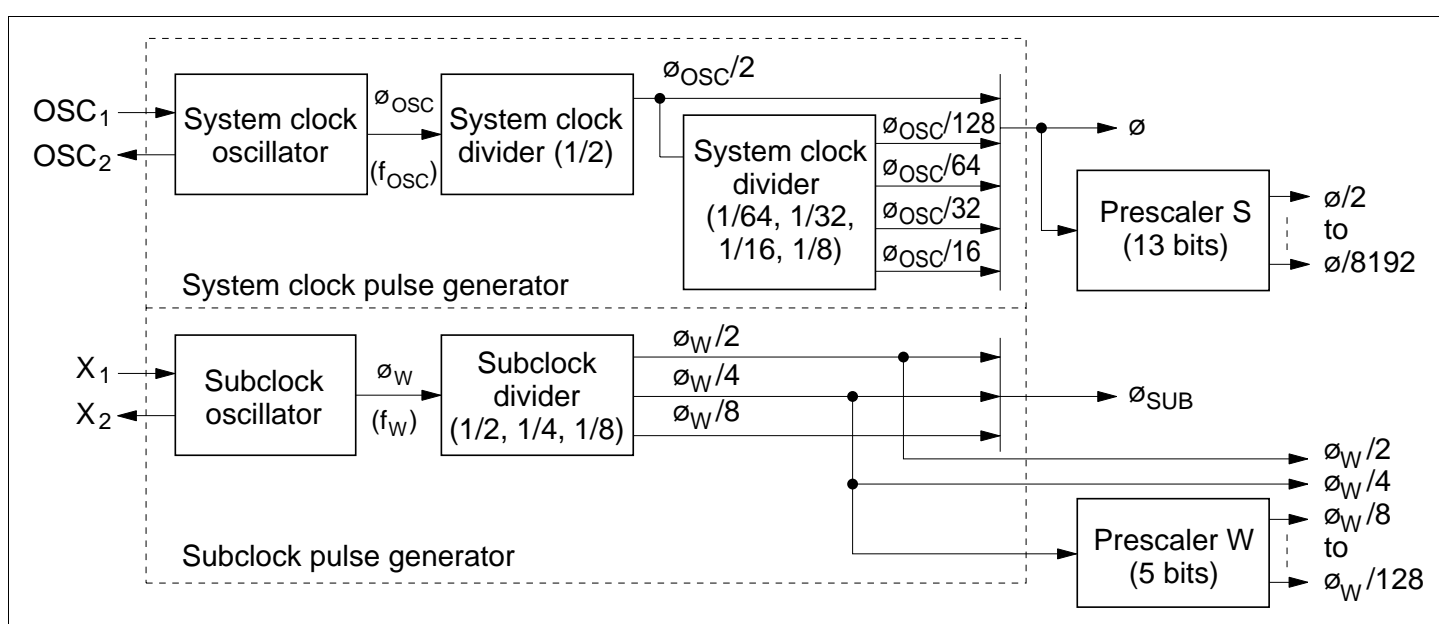 OSC1
OSC2
System clock
oscillator
øOSC
(fOSC)
System clock
divider (1/2)
øOSC/2
System clock
divider
(1/64, 1/32,
1/16, 1/8)
øOSC/128
øOSC/64
øOSC/32
øOSC/16
ø
Prescaler S
(13 bits)
ø/2
to
ø/8192
System clock pulse generator
X1
X2
Subclock
oscillator
øW
(fW)
Subclock
divider
(1/2, 1/4, 1/8)
øW/2
øW/4
øW/8
øSUB
øW/2
øW/4
Prescaler W
(5 bits)
øW/8
to
øW/128
Subclock pulse generator